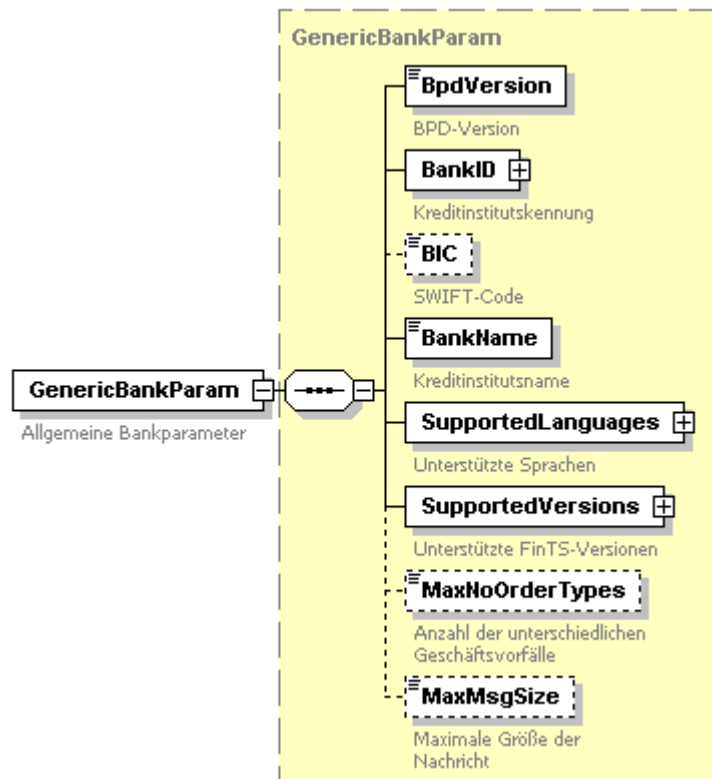 GenericBankParam
BpdVersion
BPD-Version
BankID
Kreditinstitutskennung
BIC
SWIFT-Code
BankName
Kreditinstitutsname
GenericBankParam
Allgemeine Bankparameter
SupportedLanguages
Unterstützte Sprachen
SupportedVersions
Unterstützte FinTS-Versionen
MaxNoOrderTypes
Anzahl der unterschiedlichen
Geschäftsvorfälle
MaxMsgSize
Maximale Größe der
Nachricht